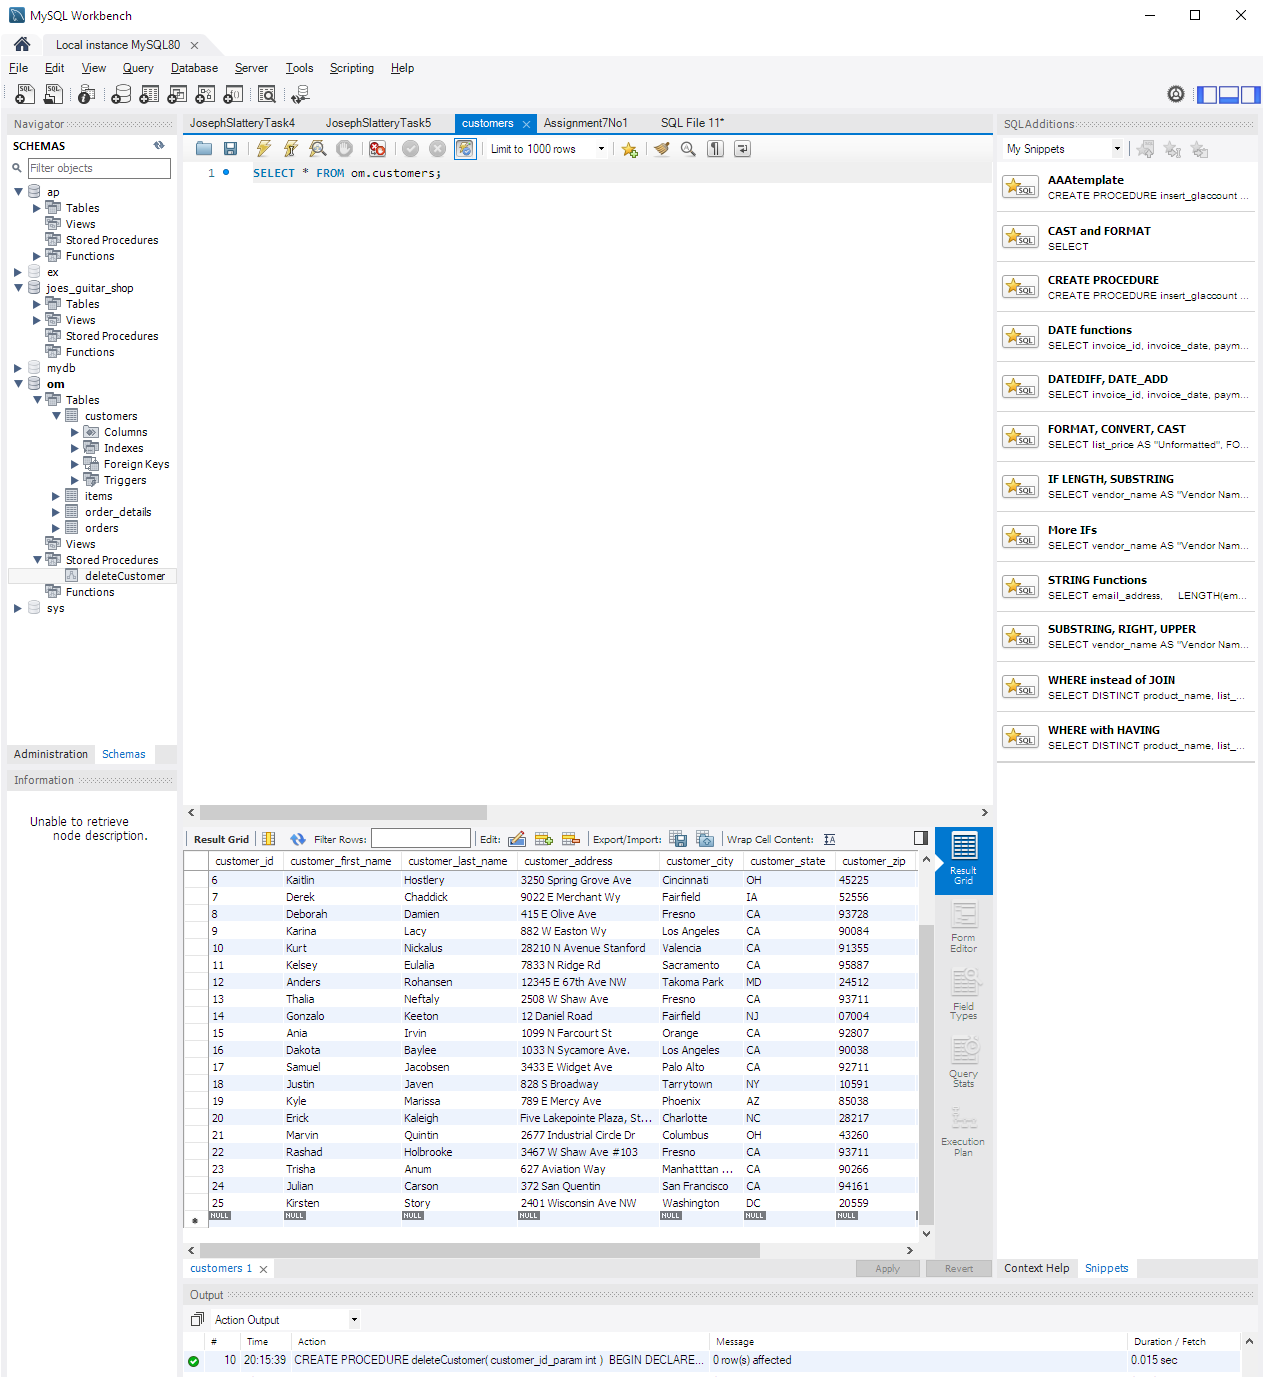 MySQL Workbench
Local instance MySQL80
File Edit View Query Database Server Tools Scripting Help
Navigator
SCHEMAS
Filter objects
ap
Tables
Views
Stored Procedures
Functions
ex
joes_guitar_shop
Tables
Views
Stored Procedures
Functions
mydb
om
Tables
customers
Columns
Indexes
Foreign Keys
Triggers
items
order_details
orders
Views
Stored Procedures
deleteCustomer
Functions
sys
Administration Schemas
Information
Unable to retrieve
node description.
JosephSlatteryTask4 JosephSlatteryTask5 customers Assignment7No1 SQL File 11*
Limit to 1000 rows
1 SELECT * FROM om.customers;
Result Grid Filter Rows: Edit: Export/Import: Wrap Cell Content:
customer_id customer_first_name customer_last_name customer_address customer_city customer_state customer_zip
6 Kaitlin Hostlery 3250 Spring Grove Ave Cincinnati OH 45225
7 Derek Chaddick 9022 E Merchant Wy Fairfield IA 52556
8 Deborah Damien 415 E Olive Ave Fresno CA 93728
9 Karina Lacy 882 W Easton Wy Los Angeles CA 90084
10 Kurt Nickalus 28210 N Avenue Stanford Valencia CA 91355
11 Kelsey Eulalia 7833 N Ridge Rd Sacramento CA 95887
12 Anders Rohansen 12345 E 67th Ave NW Takoma Park MD 24512
13 Thalia Neftaly 2508 W Shaw Ave Fresno CA 93711
14 Gonzalo Keeton 12 Daniel Road Fairfield NJ 07004
15 Ania Irvin 1099 N Farcourt St Orange CA 92807
16 Dakota Baylee 1033 N Sycamore Ave. Los Angeles CA 90038
17 Samuel Jacobsen 3433 E Widget Ave Palo Alto CA 92711
18 Justin Javen 828 S Broadway Tarrytown NY 10591
19 Kyle Marissa 789 E Mercy Ave Phoenix AZ 85038
20 Erick Kaleigh Five Lakepointe Plaza, St... Charlotte NC 28217
21 Marvin Quintin 2677 Industrial Circle Dr Columbus OH 43260
22 Rashad Holbrooke 3467 W Shaw Ave #103 Fresno CA 93711
23 Trisha Anum 627 Aviation Way Manhatttan ... CA 90266
24 Julian Carson 372 San Quentin San Francisco CA 94161
25 Kirsten Story 2401 Wisconsin Ave NW Washington DC 20559
NULL NULL NULL NULL NULL NULL NULL
Result
Grid
Form
Editor
Field
Types
Query
Stats
Execution
Plan
customers 1
Apply Revert
Output
Action Output
# Time Action Message Duration / Fetch
10 20:15:39 CREATE PROCEDURE deleteCustomer( customer_id_param int ) BEGIN DECLARE... 0 row(s) affected 0.015 sec
SQLAdditions
My Snippets
AAAtemplate
CREATE PROCEDURE insert_glaccount ...
CAST and FORMAT
SELECT
CREATE PROCEDURE
CREATE PROCEDURE insert_glaccount ...
DATE functions
SELECT invoice_id, invoice_date, paym...
DATEDIFF, DATE_ADD
SELECT invoice_id, invoice_date, paym...
FORMAT, CONVERT, CAST
SELECT list_price AS "Unformatted", FO...
IF LENGTH, SUBSTRING
SELECT vendor_name AS "Vendor Nam...
More IFs
SELECT vendor_name AS "Vendor Nam...
STRING Functions
SELECT email_address, LENGTH(em...
SUBSTRING, RIGHT, UPPER
SELECT vendor_name AS "Vendor Nam...
WHERE instead of JOIN
SELECT DISTINCT product_name, list_...
WHERE with HAVING
SELECT DISTINCT product_name, list_...
Context Help Snippets